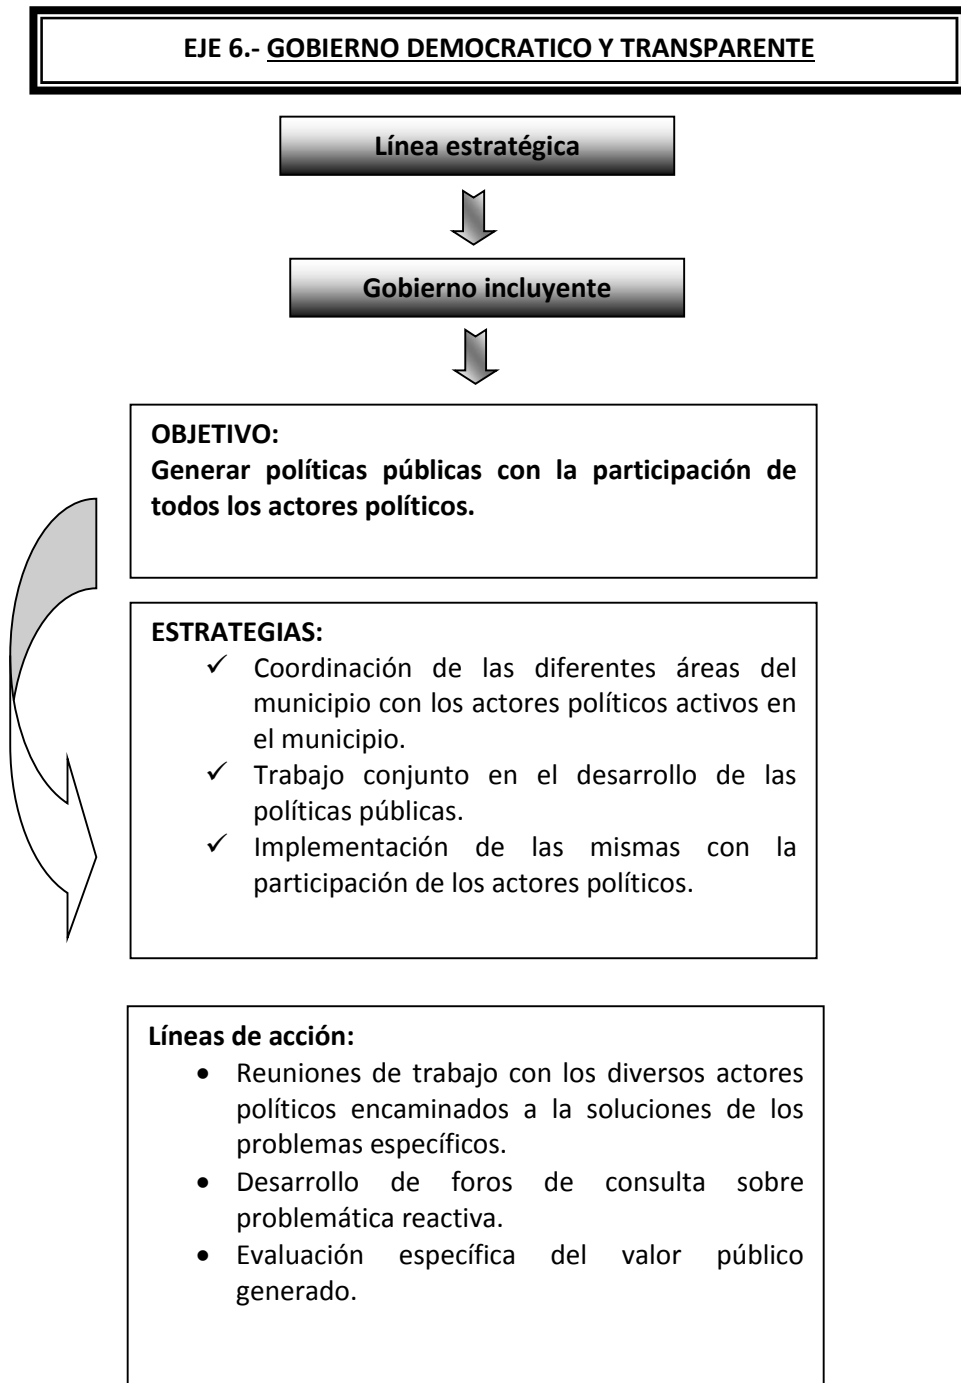 EJE 6.- GOBIERNO DEMOCRATICO Y TRANSPARENTE
Línea estratégica
Gobierno incluyente
OBJETIVO:
Generar políticas públicas con la participación de
todos los actores políticos.
ESTRATEGIAS:
✓ Coordinación de las diferentes áreas del
municipio con los actores políticos activos en
el municipio.
✓ Trabajo conjunto en el desarrollo de las
políticas públicas.
✓ Implementación de las mismas con la
participación de los actores políticos.
Líneas de acción:
• Reuniones de trabajo con los diversos actores
políticos encaminados a la soluciones de los
problemas específicos.
• Desarrollo de foros de consulta sobre
problemática reactiva.
• Evaluación específica del valor público
generado.